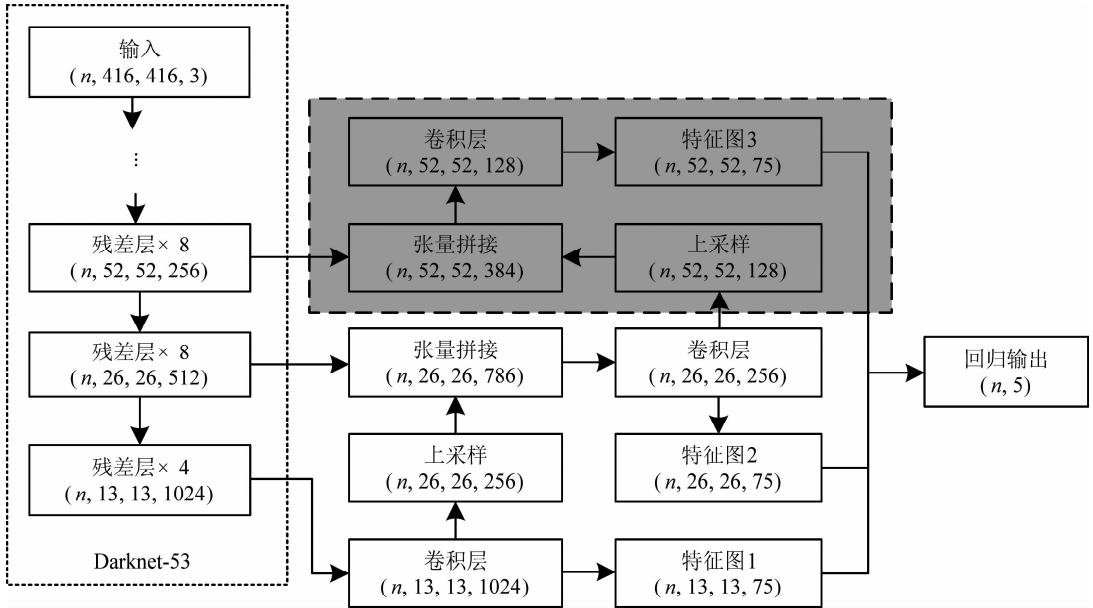 输入
(n, 416, 416, 3)
...
残差层× 8
(n, 52, 52, 256)
残差层× 8
(n, 26, 26, 512)
残差层× 4
(n, 13, 13, 1024)
Darknet-53
卷积层
(n, 52, 52, 128)
特征图3
(n, 52, 52, 75)
张量拼接
(n, 52, 52, 384)
上采样
(n, 52, 52, 128)
张量拼接
(n, 26, 26, 786)
卷积层
(n, 26, 26, 256)
上采样
(n, 26, 26, 256)
特征图2
(n, 26, 26, 75)
卷积层
(n, 13, 13, 1024)
特征图1
(n, 13, 13, 75)
回归输出
(n, 5)